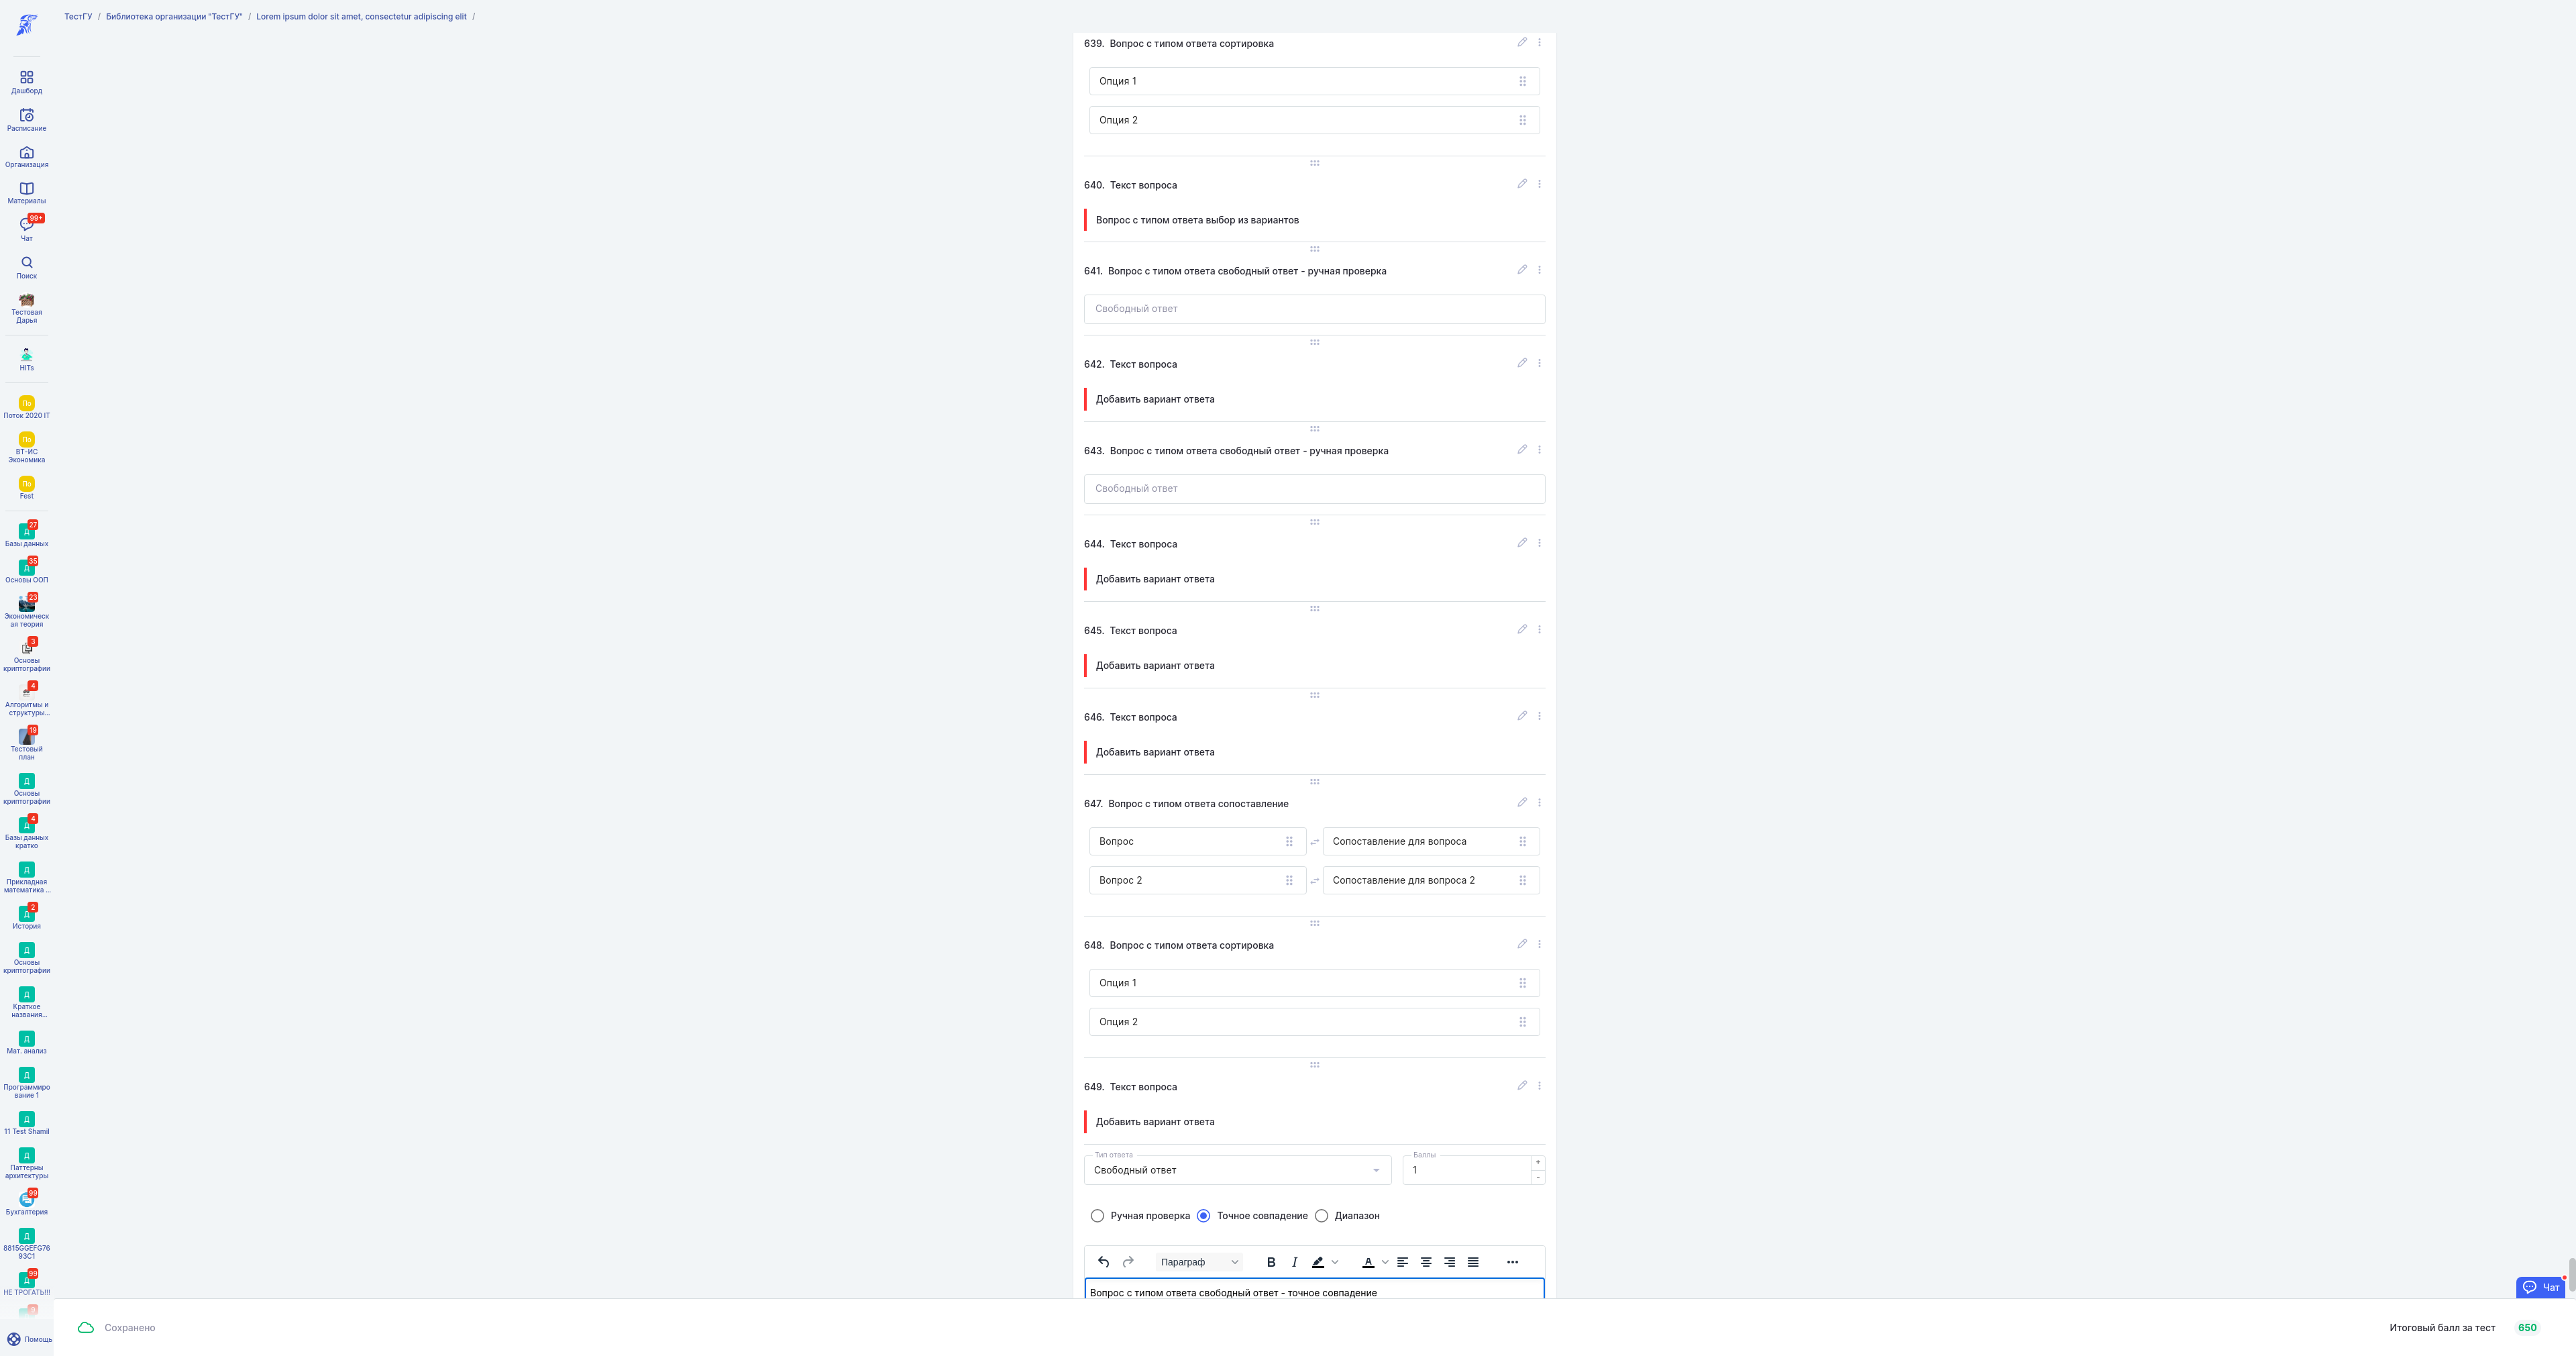 ТестГУ / Библиотека организации "ТестГУ" / Lorem ipsum dolor sit amet, consectetur adipiscing elit /
Дашборд
Расписание
Организация
Материалы
99+
Чат
Поиск
Тестовая
Дарья
HITs
По
Поток 2020 IT
По
ВТ-ИС
Экономика
По
Fest
27
Д
Базы данных
35
Д
Основы ООП
23
Экономическ
ая теория
3
Основы
криптографии
4
Алгоритмы и
структуры...
19
Тестовый
план
Д
Основы
криптографии
4
Д
Базы данных
кратко
Д
Прикладная
математика ...
2
Д
История
Д
Основы
криптографии
Д
Краткое
названия...
Д
Мат. анализ
Д
Программиро
вание 1
Д
11 Test Shamil
Д
Паттерны
архитектуры
99
Бухгалтерия
Д
8815GGEFG76
93C1
99
Д
НЕ ТРОГАТЬ!!!
Помощь
639. Вопрос с типом ответа сортировка
Опция 1
Опция 2
640. Текст вопроса
Вопрос с типом ответа выбор из вариантов
641. Вопрос с типом ответа свободный ответ - ручная проверка
Свободный ответ
642. Текст вопроса
Добавить вариант ответа
643. Вопрос с типом ответа свободный ответ - ручная проверка
Свободный ответ
644. Текст вопроса
Добавить вариант ответа
645. Текст вопроса
Добавить вариант ответа
646. Текст вопроса
Добавить вариант ответа
647. Вопрос с типом ответа сопоставление
Вопрос
Сопоставление для вопроса
Вопрос 2
Сопоставление для вопроса 2
648. Вопрос с типом ответа сортировка
Опция 1
Опция 2
649. Текст вопроса
Добавить вариант ответа
Тип ответа
Свободный ответ
Баллы
1
+
-
Ручная проверка
Точное совпадение
Диапазон
Параграф
B
I
A
Вопрос с типом ответа свободный ответ - точное совпадение
Чат
Сохранено
Итоговый балл за тест 650